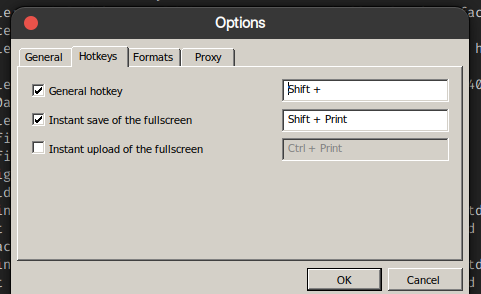 Options
General Hotkeys Formats Proxy
General hotkey Shift +
Instant save of the fullscreen Shift + Print
Instant upload of the fullscreen Ctrl + Print
OK Cancel